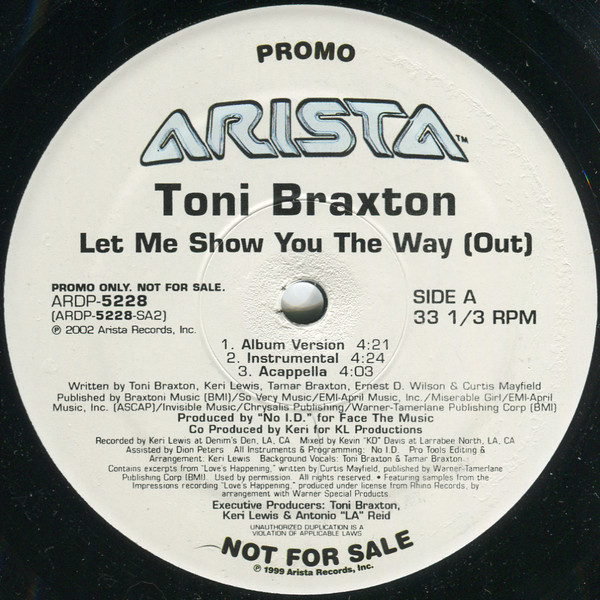 PROMO
ARISTA™
Toni Braxton
Let Me Show You The Way (Out)
PROMO ONLY. NOT FOR SALE.
ARDP-5228
(ARDP-5228-SA2)
℗ 2002 Arista Records, Inc.
SIDE A
33 1/3 RPM
1. Album Version 4:21
2. Instrumental 4:24
3. Acappella 4:03
Written by Toni Braxton, Keri Lewis, Tamar Braxton, Ernest D. Wilson & Curtis Mayfield
Published by Braxtoni Music (BMI)/So Very Music/EMI-April Music, Inc./Miserable Girl/EMI-April
Music, Inc. (ASCAP)/Invisible Music/Chrysalis Publishing/Warner-Tamerlane Publishing Corp (BMI)
Produced by "No I.D." for Face The Music
Co Produced by Keri for KL Productions
Recorded by Keri Lewis at Denim's Den, LA, CA Mixed by Kevin "KD" Davis at Larrabee North, LA, CA
Assisted by Dion Peters All Instruments & Programming: No I.D. Pro Tools Editing &
Arrangement: Keri Lewis Background Vocals: Toni Braxton & Tamar Braxton.
Contains excerpts from "Love's Happening," written by Curtis Mayfield, published by Warner-Tamerlane
Publishing Corp (BMI). Used by permission. All rights reserved. • Featuring samples from the
Impressions recording "Love's Happening," produced under license from Rhino Records, by
arrangement with Warner Special Products.
Executive Producers: Toni Braxton,
Keri Lewis & Antonio "LA" Reid
UNAUTHORIZED DUPLICATION IS A
VIOLATION OF APPLICABLE LAWS
NOT FOR SALE
℗ 1999 Arista Records, Inc.